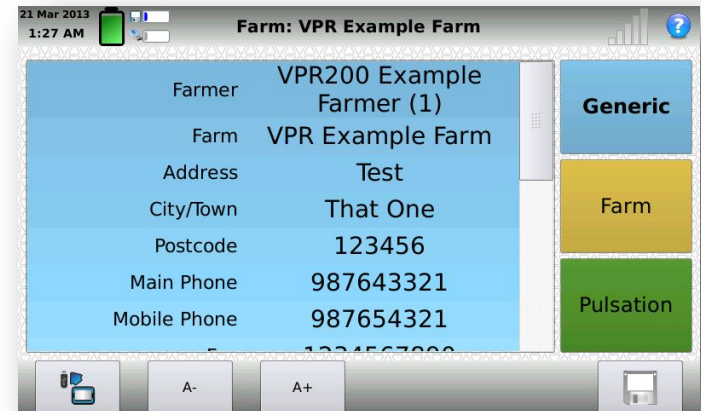 21 Mar 2013
1:27 AM
Farm: VPR Example Farm
?
Farmer VPR200 Example
Farmer (1)
Farm VPR Example Farm
Address Test
City/Town That One
Postcode 123456
Main Phone 987643321
Mobile Phone 987654321
Generic
Farm
Pulsation
A-
A+